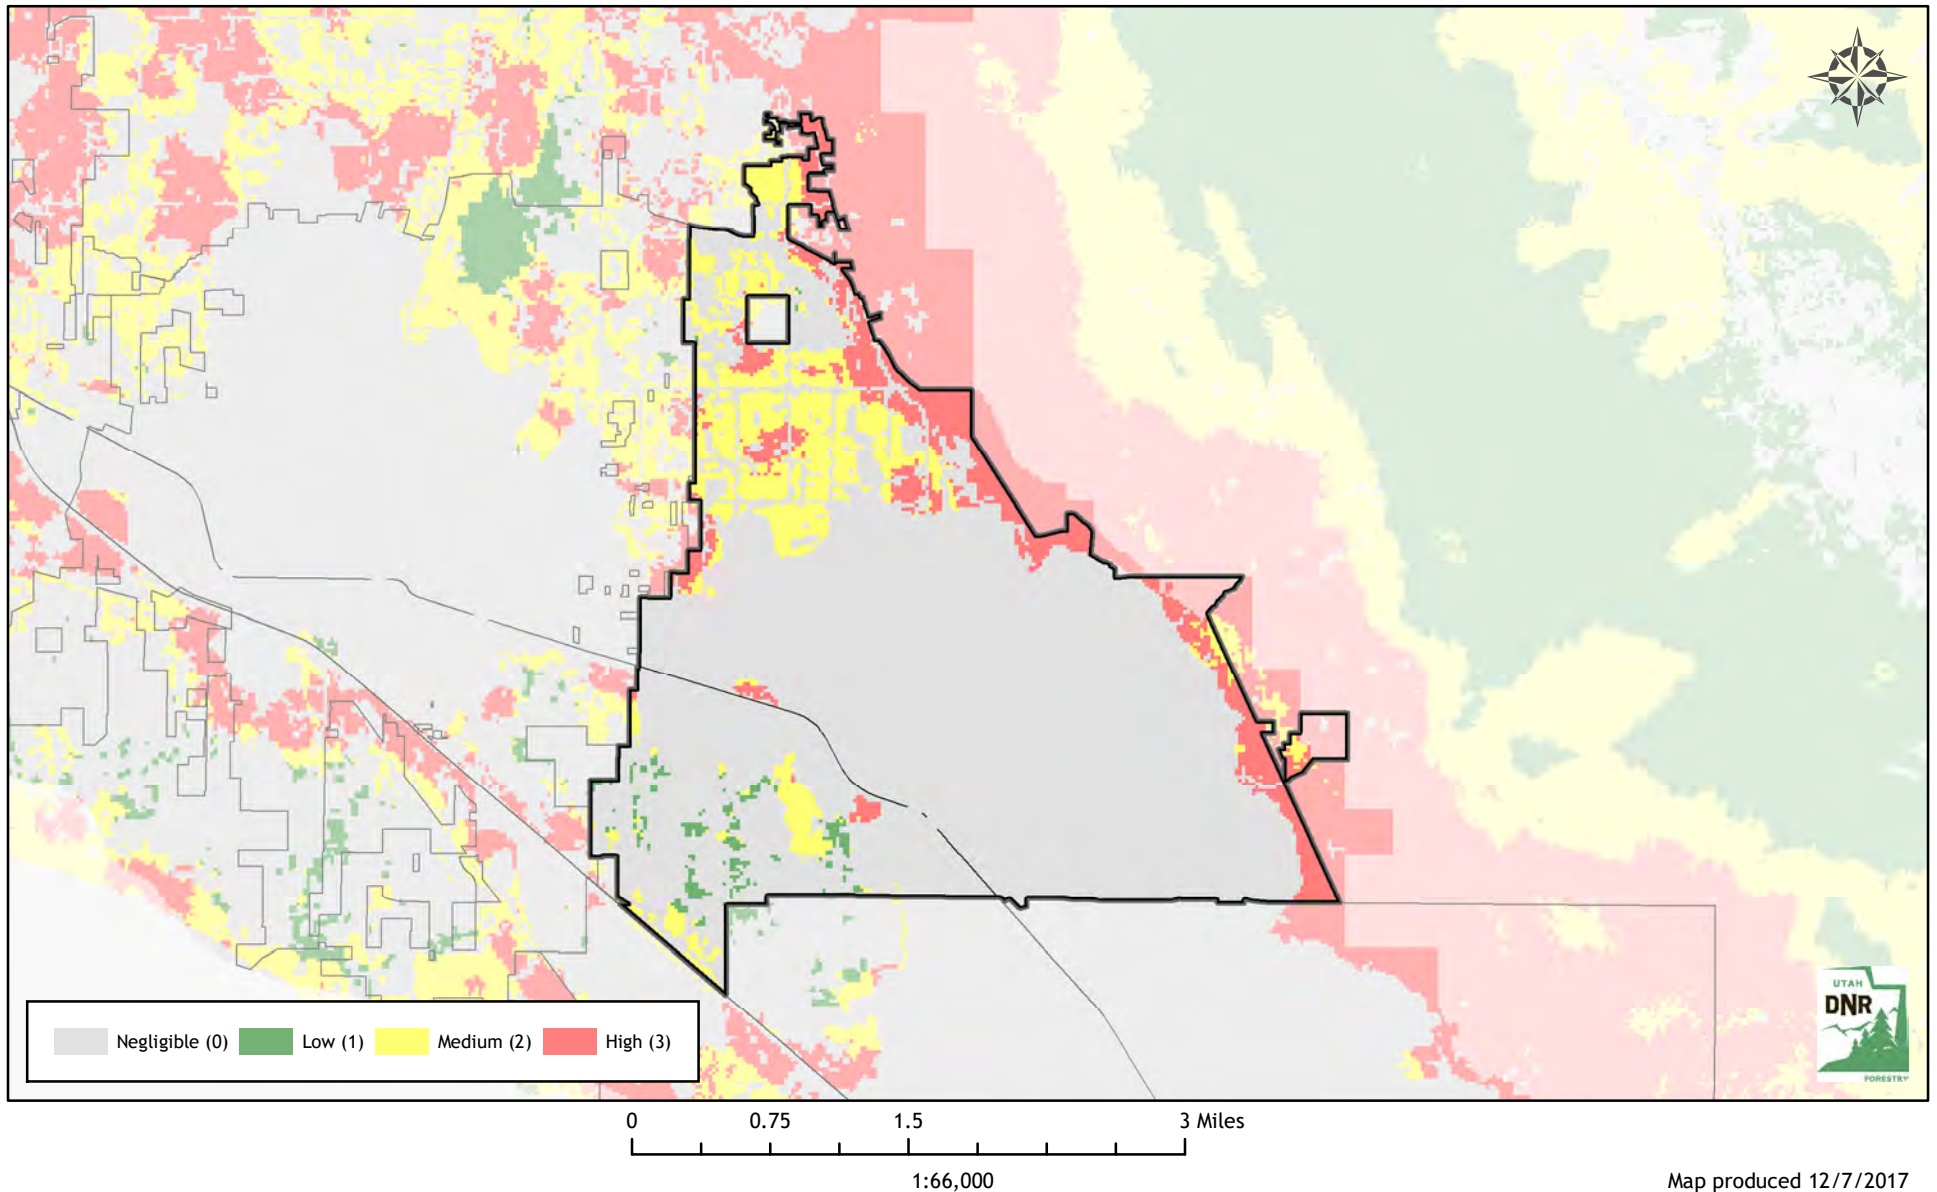 UTAH
DNR
FORESTRY
Negligible (0) Low (1) Medium (2) High (3)
0 0.75 1.5 3 Miles
1:66,000
Map produced 12/7/2017